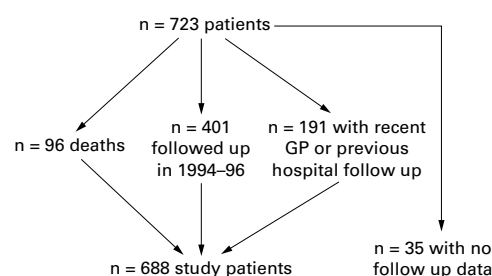 n = 723 patients
n = 96 deaths
n = 401
followed up
in 1994–96
n = 191 with recent
GP or previous
hospital follow up
n = 688 study patients
n = 35 with no
follow up data